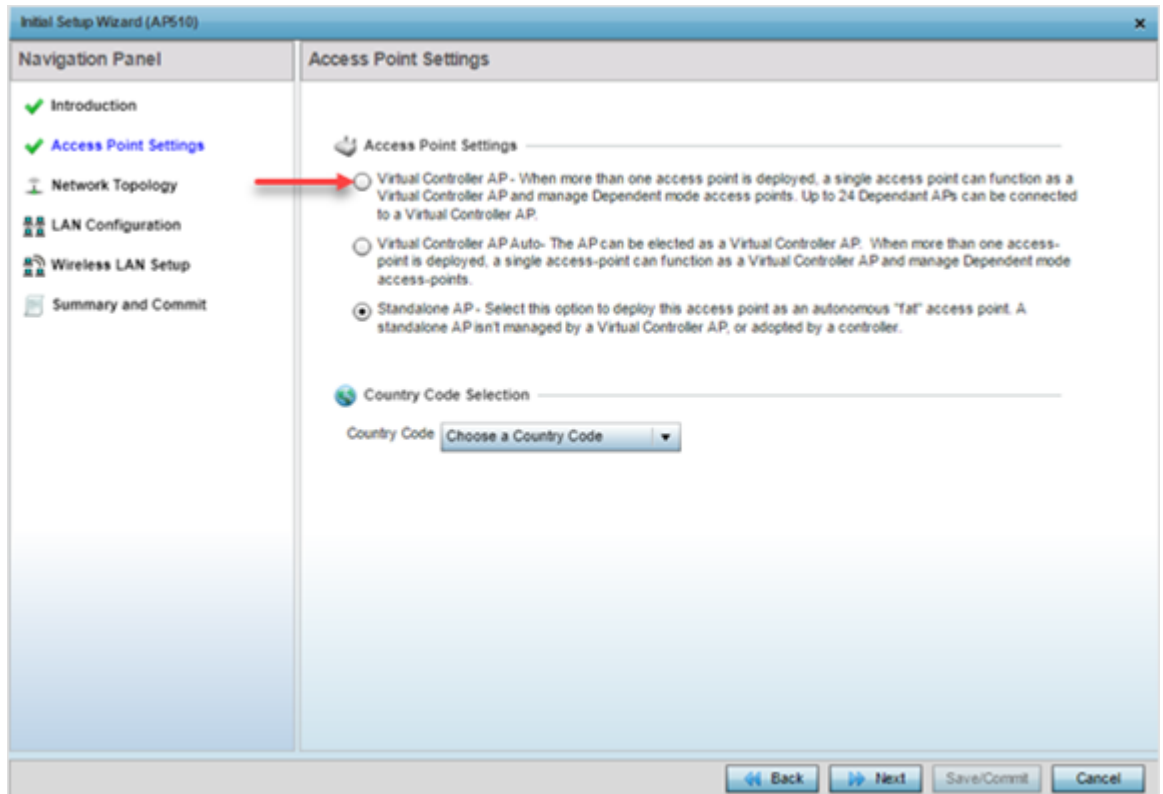 Initial Setup Wizard (AP510)
Navigation Panel
Introduction
Access Point Settings
Network Topology
LAN Configuration
Wireless LAN Setup
Summary and Commit
Access Point Settings
Access Point Settings
Virtual Controller AP - When more than one access point is deployed, a single access point can function as a
Virtual Controller AP and manage Dependent mode access points. Up to 24 Dependant APs can be connected
to a Virtual Controller AP.
Virtual Controller AP Auto- The AP can be elected as a Virtual Controller AP. When more than one access-
point is deployed, a single access-point can function as a Virtual Controller AP and manage Dependent mode
access-points.
Standalone AP - Select this option to deploy this access point as an autonomous "fat" access point. A
standalone AP isn't managed by a Virtual Controller AP, or adopted by a controller.
Country Code Selection
Country Code Choose a Country Code
Back Next Save/Commit Cancel